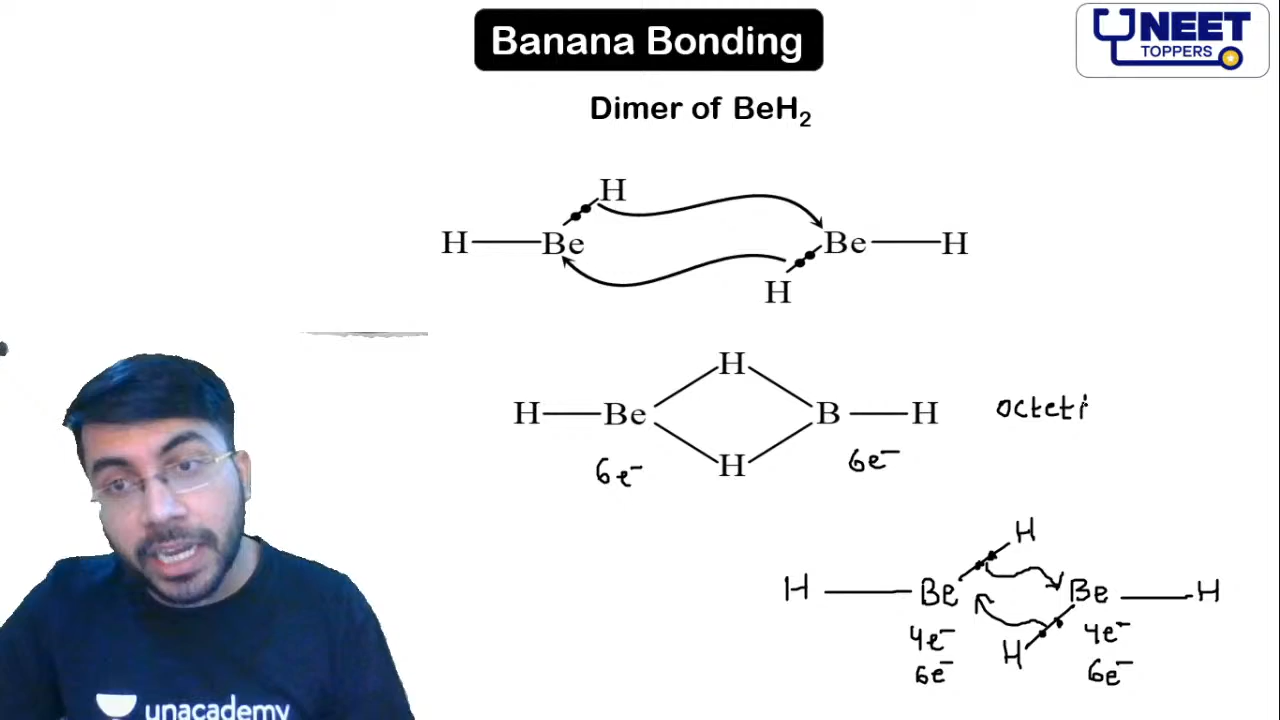 Banana Bonding
NEET
TOPPERS
Dimer of BeH₂
H
H Be Be H
H
H
H Be B H octeti
H
6e⁻ 6e⁻
H
H Be Be H
4e⁻ 4e⁻
H
6e⁻ 6e⁻
unacademy